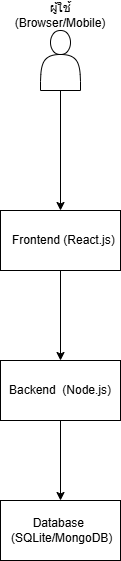 ผู้ใช้
(Browser/Mobile)
Frontend (React.js)
Backend  (Node.js)
Database
(SQLite/MongoDB)